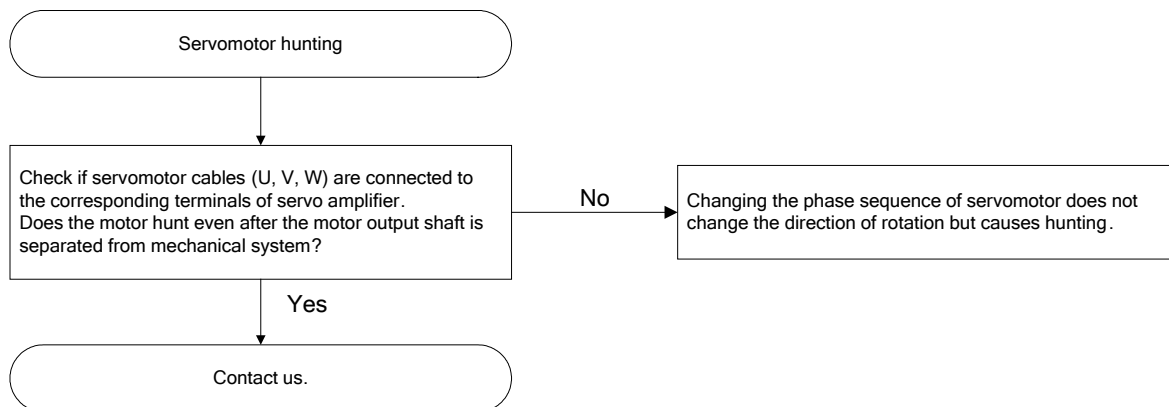 Servomotor hunting
Check if servomotor cables (U, V, W) are connected to
the corresponding terminals of servo amplifier.
Does the motor hunt even after the motor output shaft is
separated from mechanical system?
No
Changing the phase sequence of servomotor does not
change the direction of rotation but causes hunting.
Yes
Contact us.